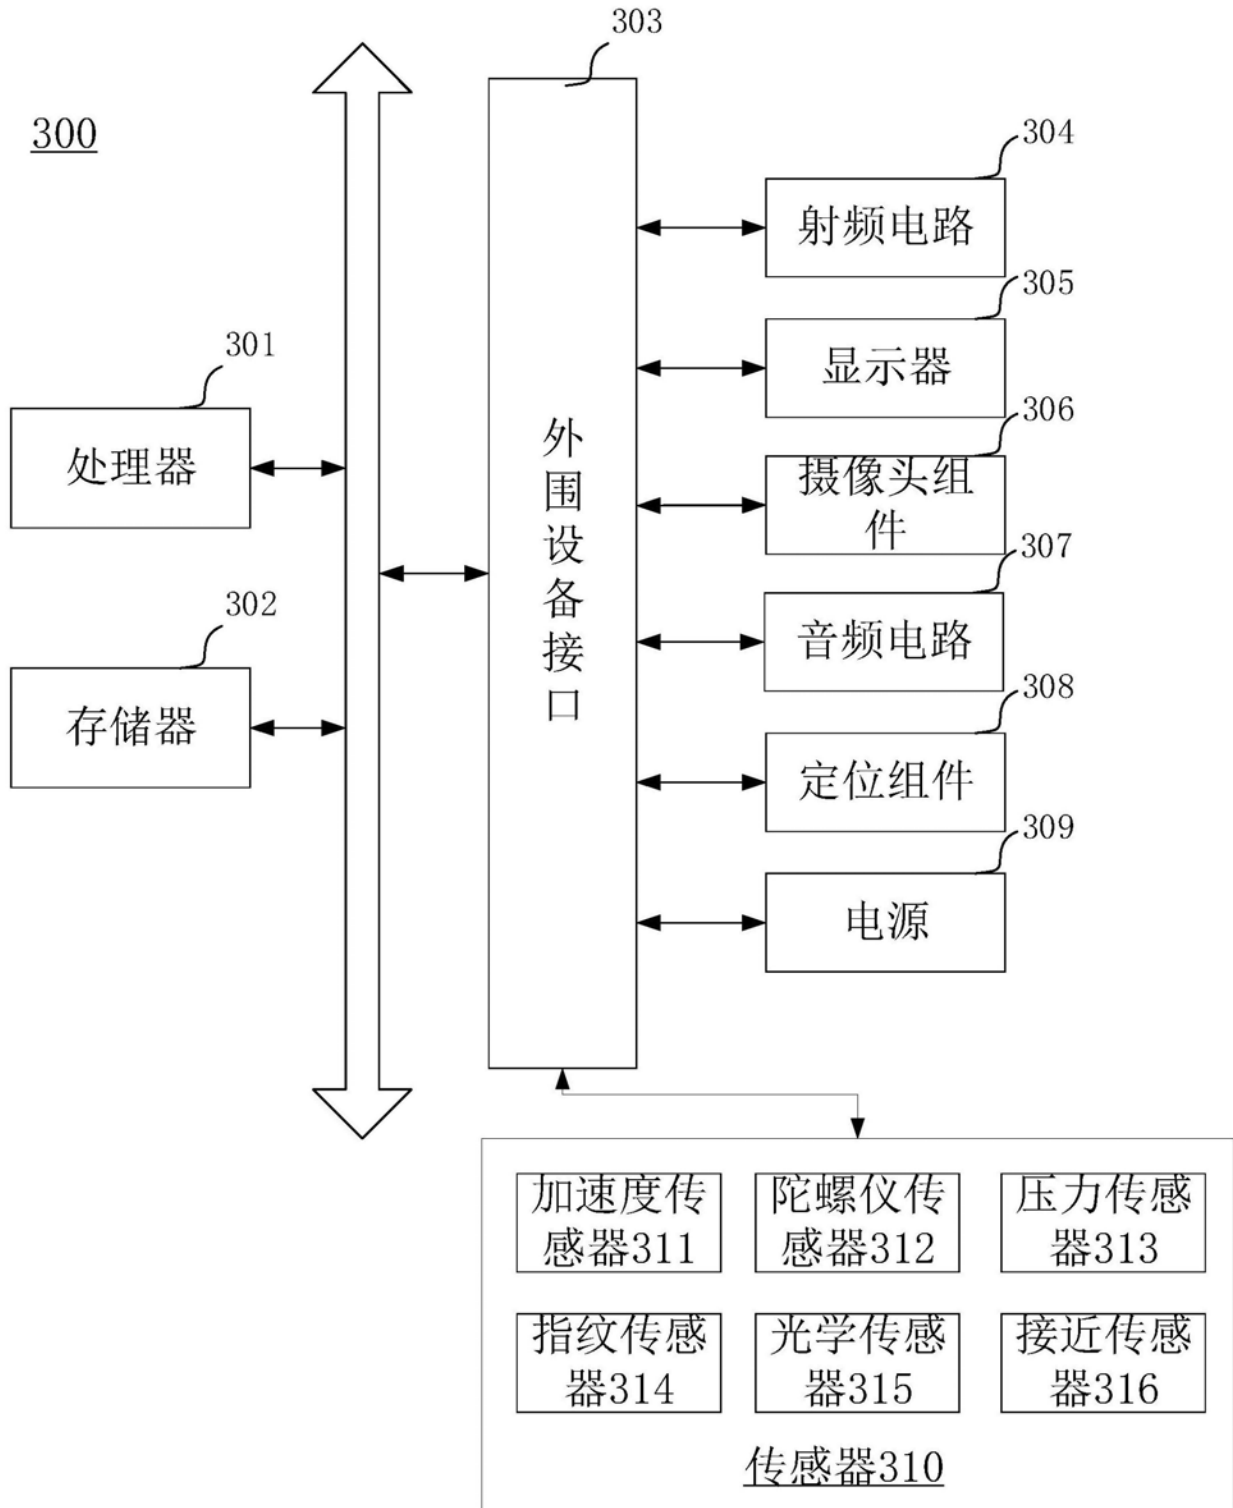 303
300
304
射频电路
305
显示器
301
处理器
306
摄像头组
件
外
围
设
备
接
口
307
音频电路
302
存储器
308
定位组件
309
电源
加速度传
感器311
陀螺仪传
感器312
压力传感
器313
指纹传感
器314
光学传感
器315
接近传感
器316
传感器310